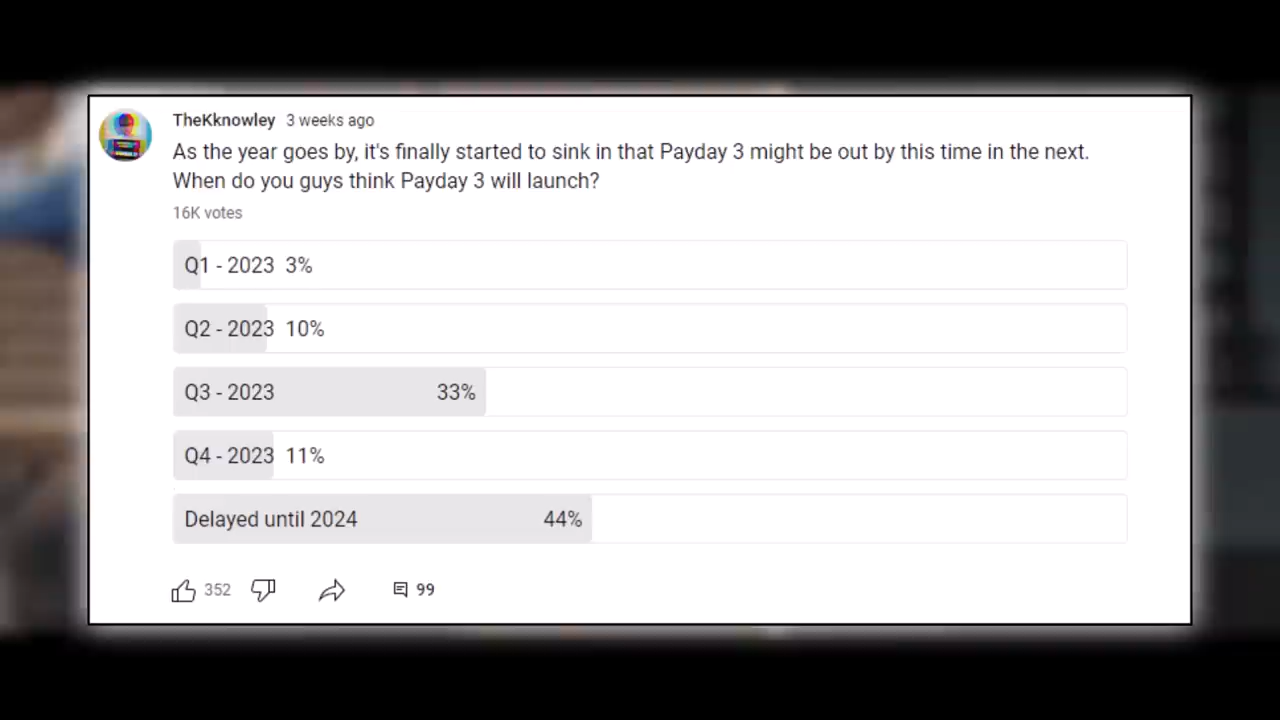 TheKknowley 3 weeks ago
As the year goes by, it's finally started to sink in that Payday 3 might be out by this time in the next.
When do you guys think Payday 3 will launch?
16K votes
Q1 - 2023 3%
Q2 - 2023 10%
Q3 - 2023 33%
Q4 - 2023 11%
Delayed until 2024 44%
352 99